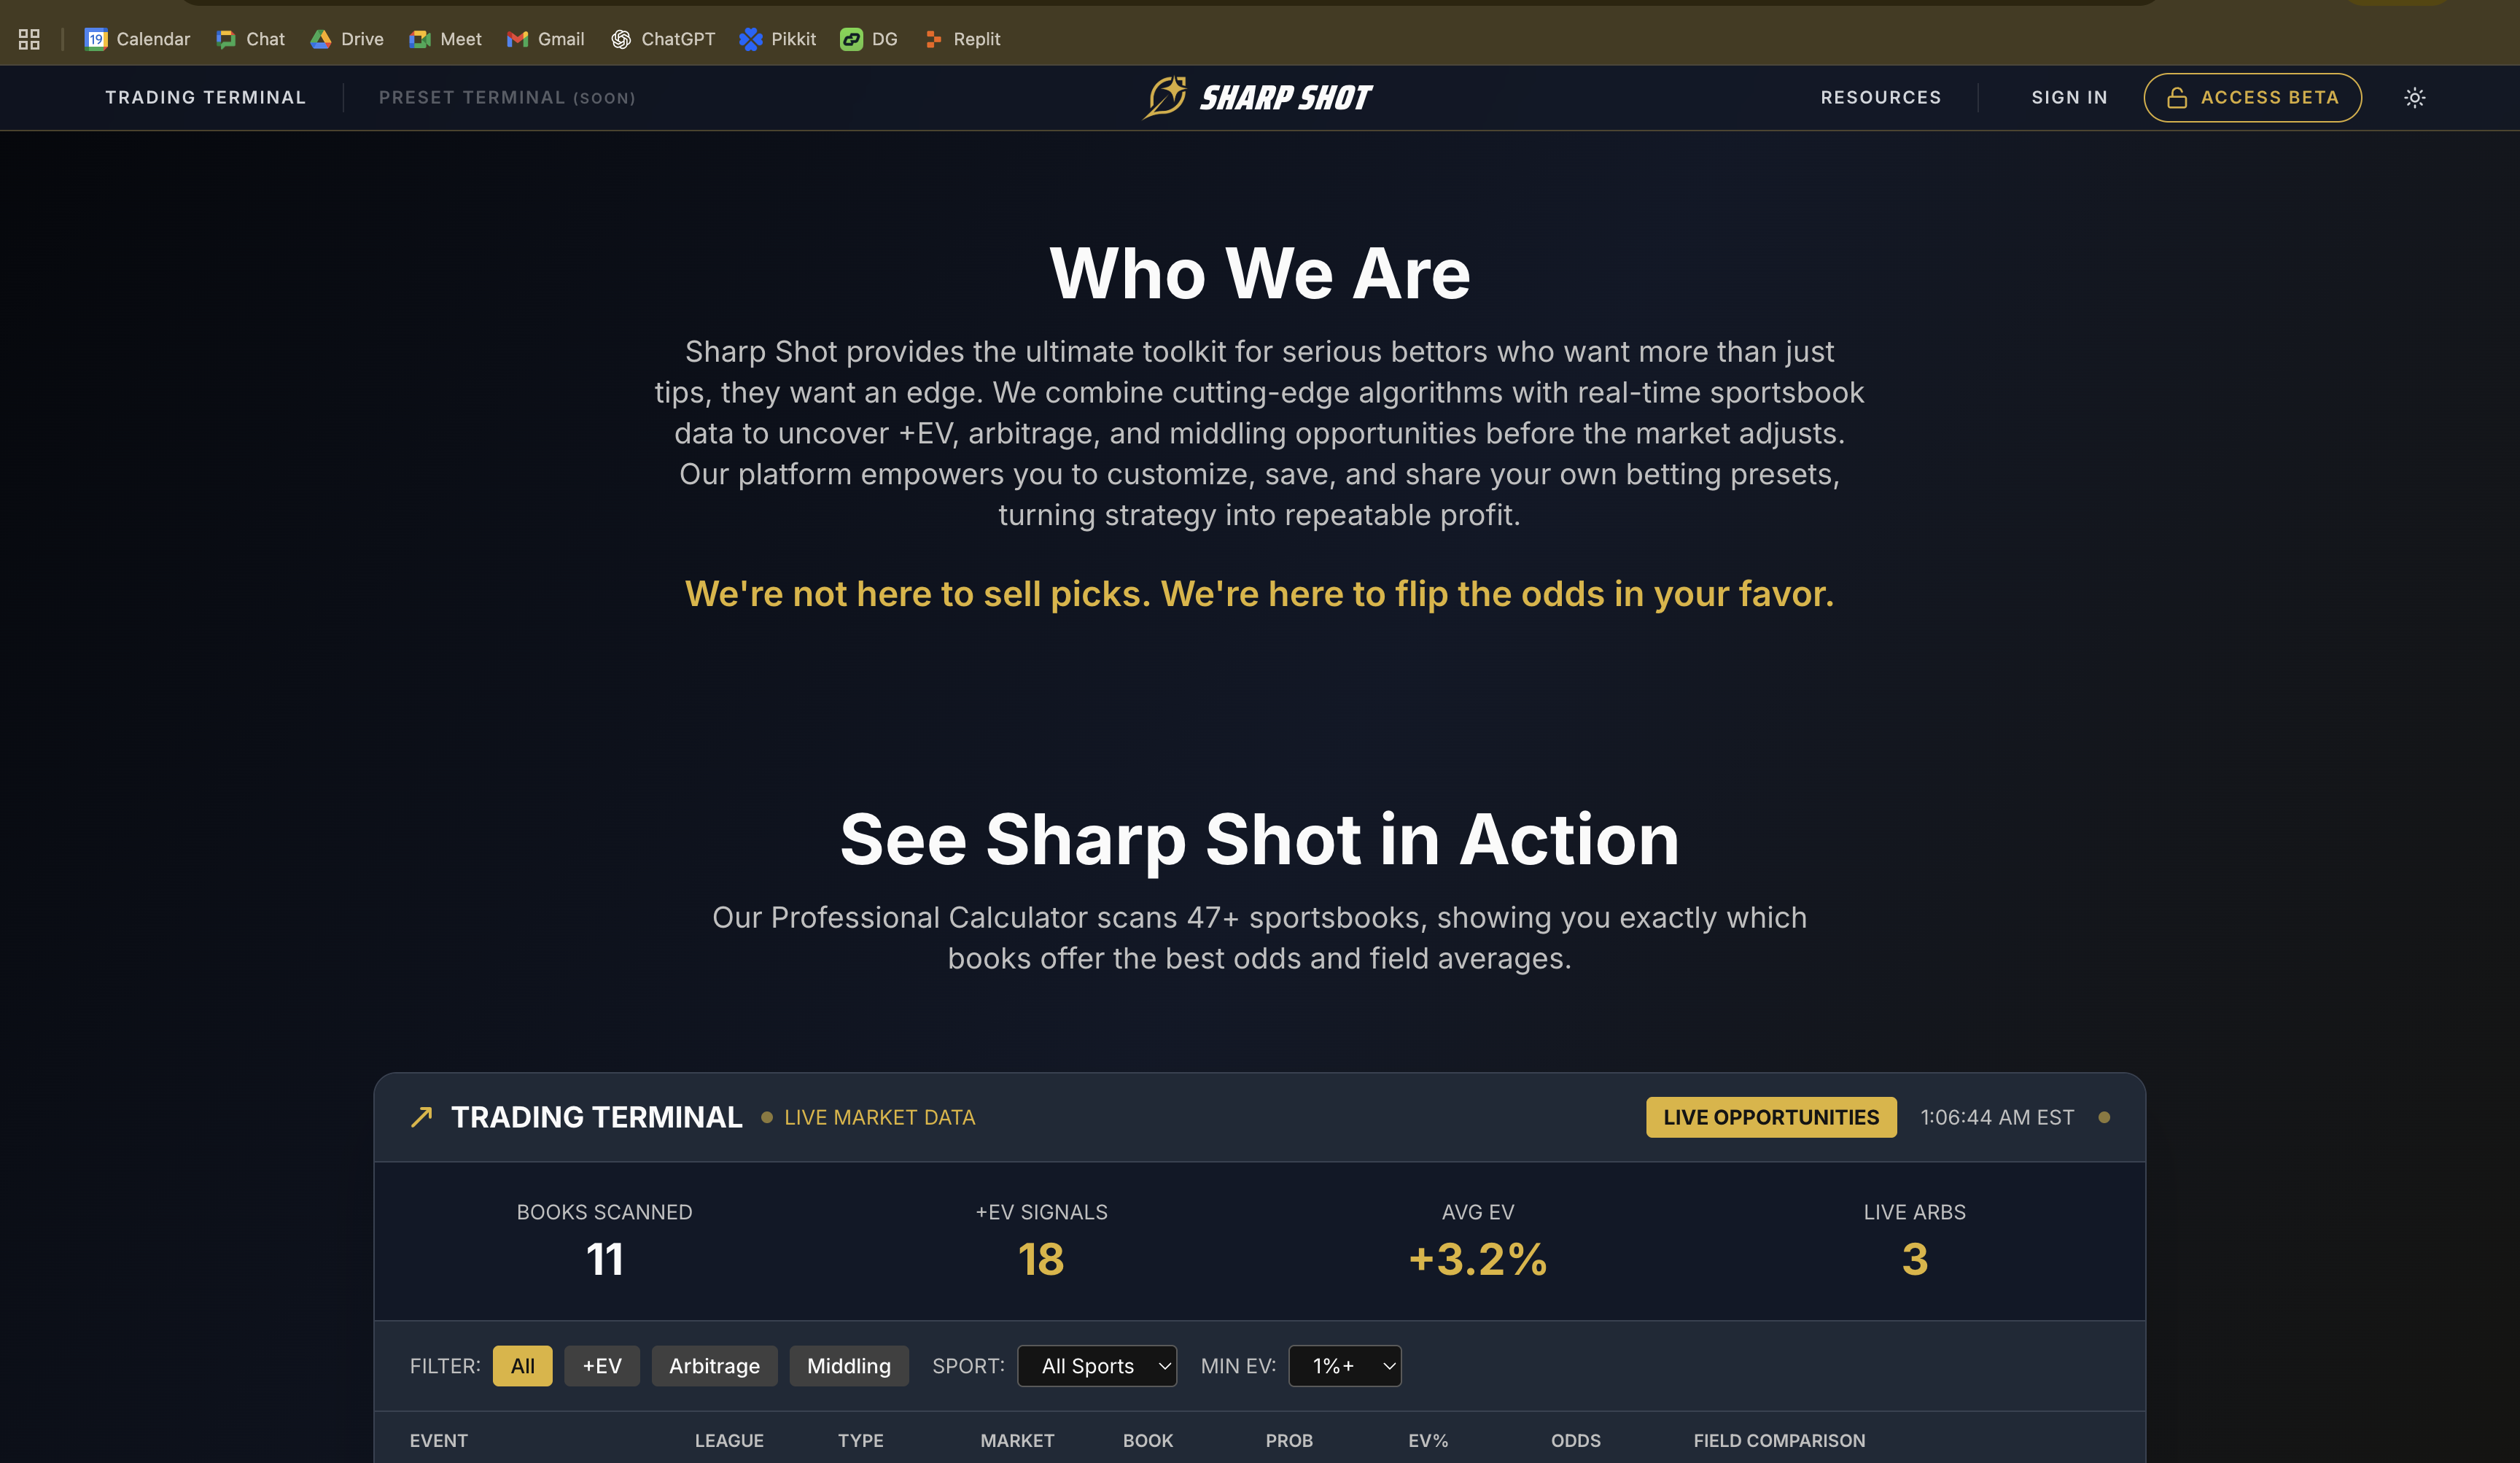 19 Calendar Chat Drive Meet Gmail ChatGPT Pikkit DG Replit
TRADING TERMINAL PRESET TERMINAL (SOON) SHARP SHOT RESOURCES SIGN IN ACCESS BETA
Who We Are
Sharp Shot provides the ultimate toolkit for serious bettors who want more than just
tips, they want an edge. We combine cutting-edge algorithms with real-time sportsbook
data to uncover +EV, arbitrage, and middling opportunities before the market adjusts.
Our platform empowers you to customize, save, and share your own betting presets,
turning strategy into repeatable profit.
We're not here to sell picks. We're here to flip the odds in your favor.
See Sharp Shot in Action
Our Professional Calculator scans 47+ sportsbooks, showing you exactly which
books offer the best odds and field averages.
TRADING TERMINAL LIVE MARKET DATA LIVE OPPORTUNITIES 1:06:44 AM EST
BOOKS SCANNED +EV SIGNALS AVG EV LIVE ARBS
11 18 +3.2% 3
FILTER: All +EV Arbitrage Middling SPORT: All Sports MIN EV: 1%+
EVENT LEAGUE TYPE MARKET BOOK PROB EV% ODDS FIELD COMPARISON